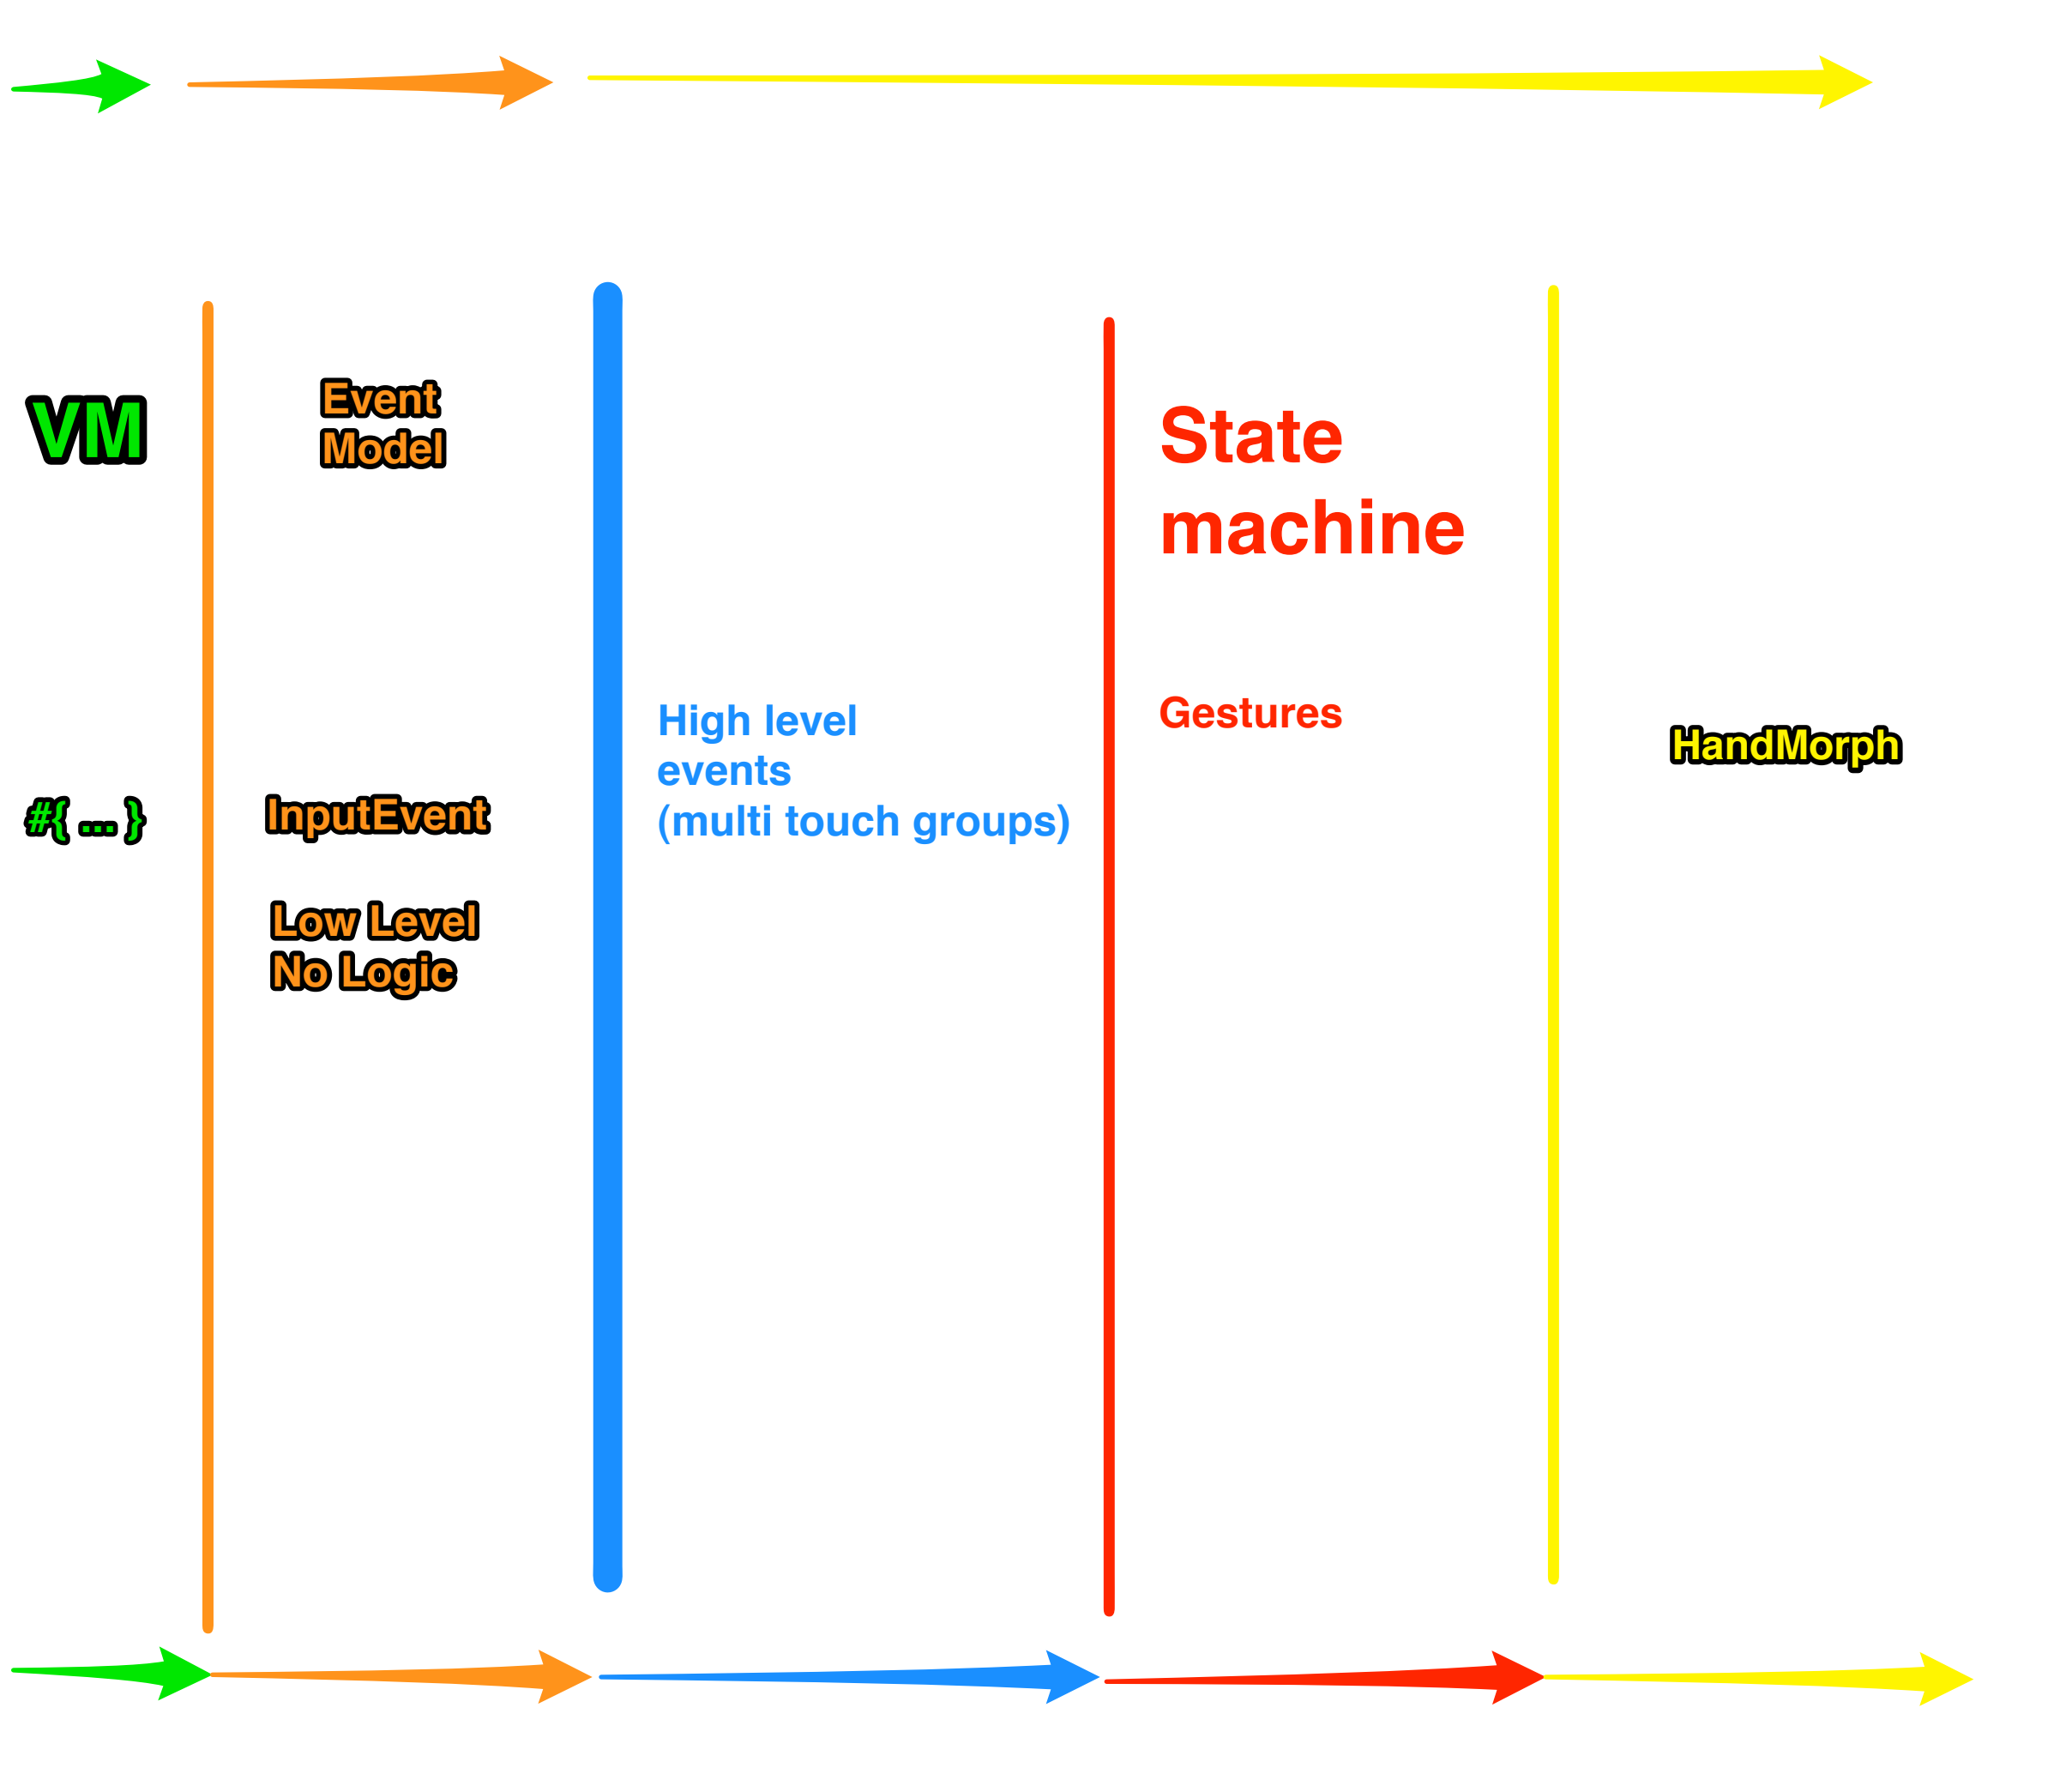 VM
#{ ... }
Event
Model
InputEvent
Low Level
No Logic
High level
events
(multi touch groups)
State
machine
Gestures
HandMorph